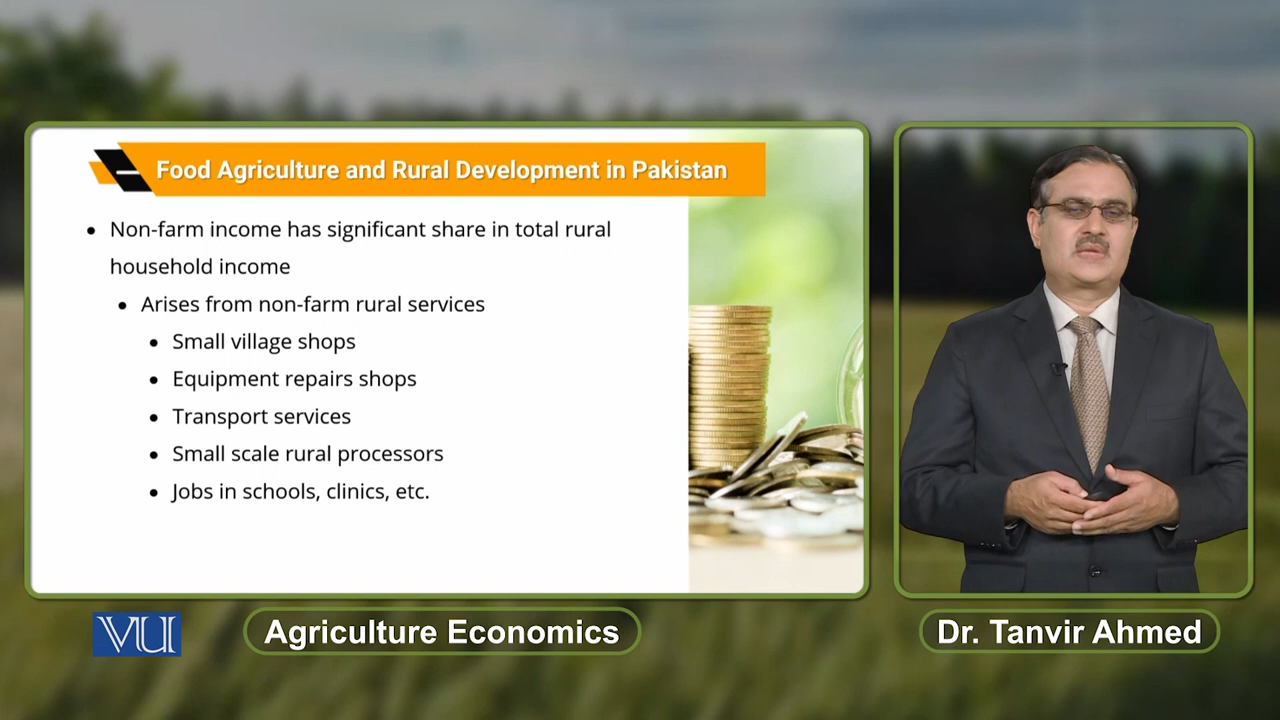 Food Agriculture and Rural Development in Pakistan
• Non-farm income has significant share in total rural
household income
• Arises from non-farm rural services
• Small village shops
• Equipment repairs shops
• Transport services
• Small scale rural processors
• Jobs in schools, clinics, etc.
VU
Agriculture Economics
Dr. Tanvir Ahmed